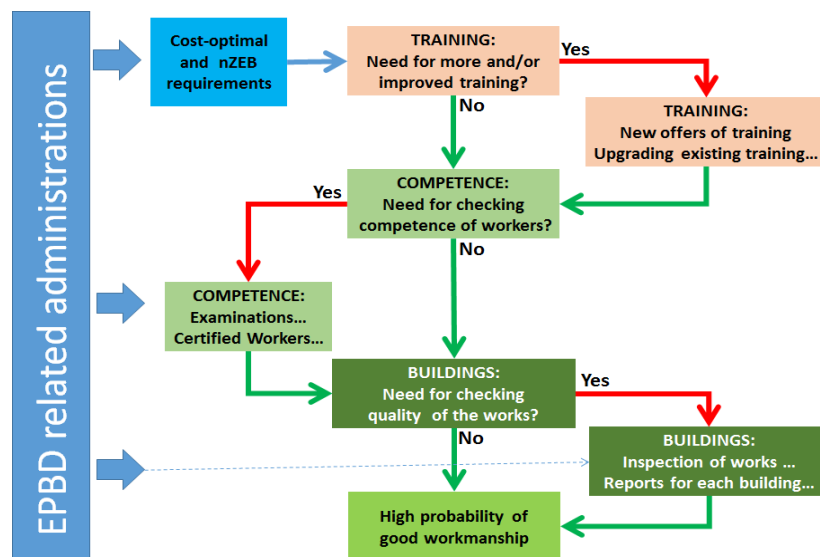 EPBD related administrations
Cost-optimal
and nZEB
requirements
TRAINING:
Need for more and/or
improved training?
Yes
No
TRAINING:
New offers of training
Upgrading existing training...
Yes
COMPETENCE:
Need for checking
competence of workers?
No
COMPETENCE:
Examinations...
Certified Workers...
BUILDINGS:
Need for checking
quality of the works?
Yes
No
BUILDINGS:
Inspection of works ...
Reports for each building...
High probability of
good workmanship